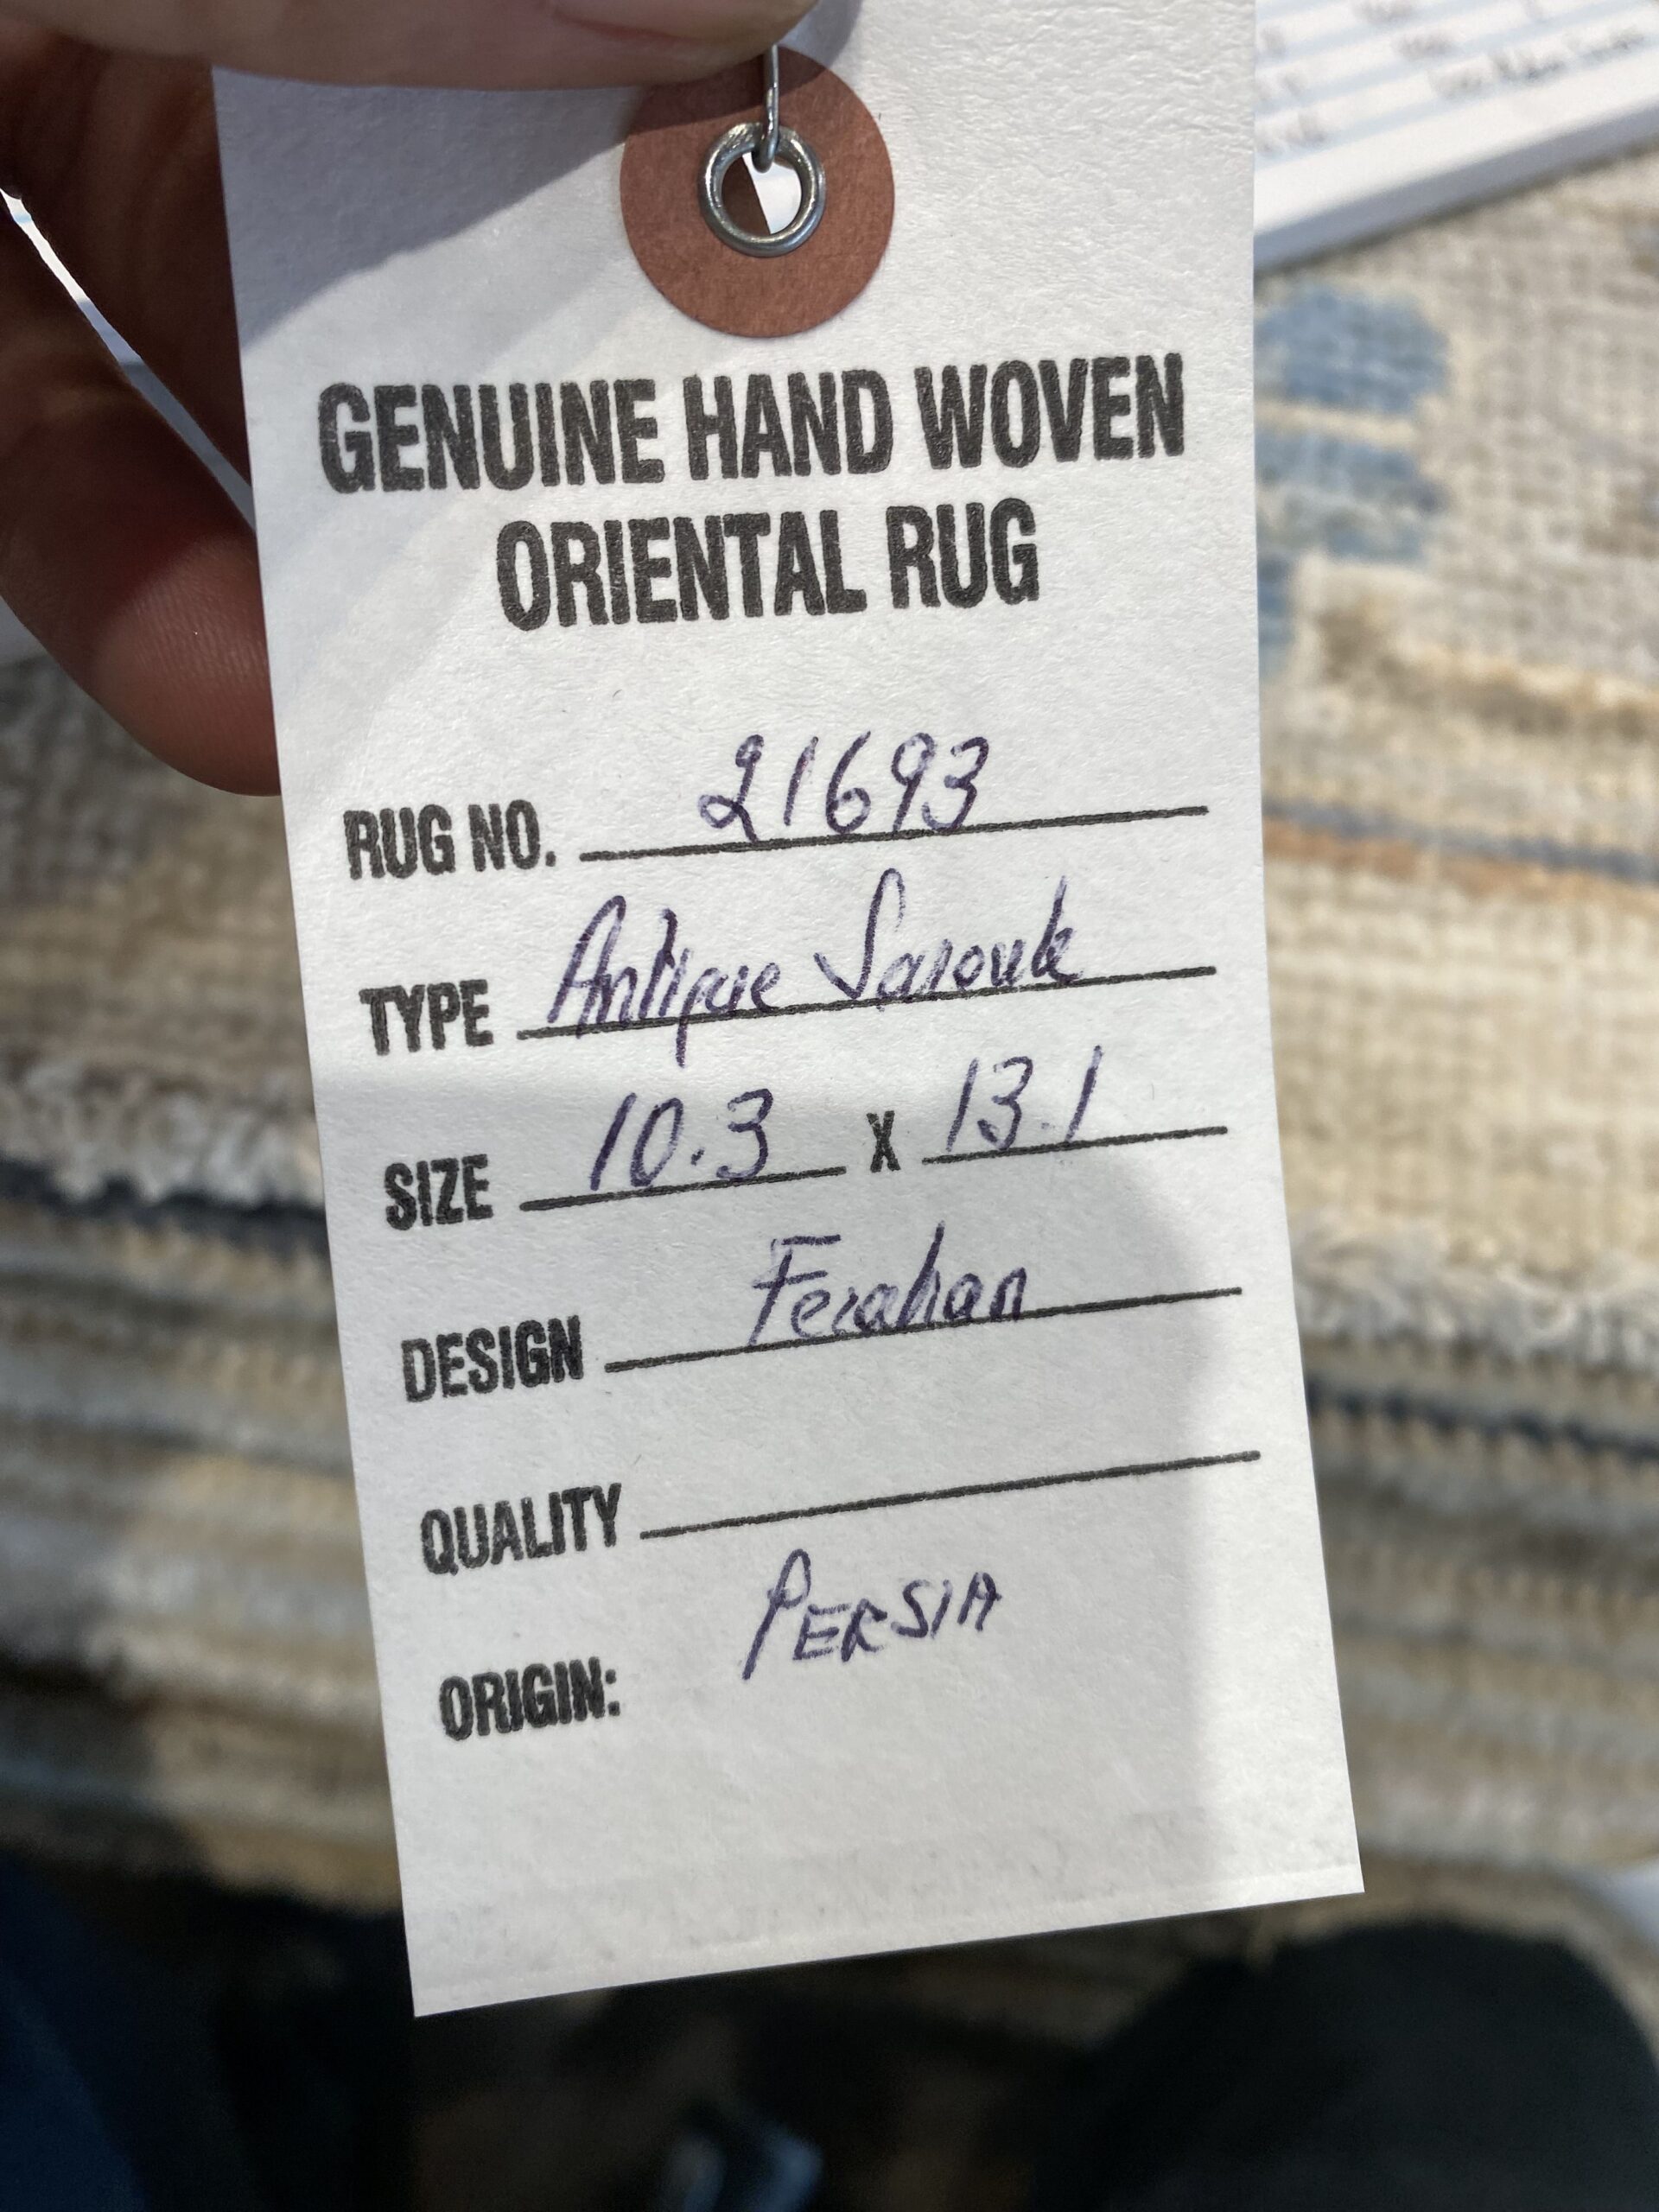 GENUINE HAND WOVEN
ORIENTAL RUG
RUG NO. 21693
TYPE Antique Sarouk
SIZE 10.3 X 13.1
DESIGN Ferahan
QUALITY
ORIGIN: PERSIA